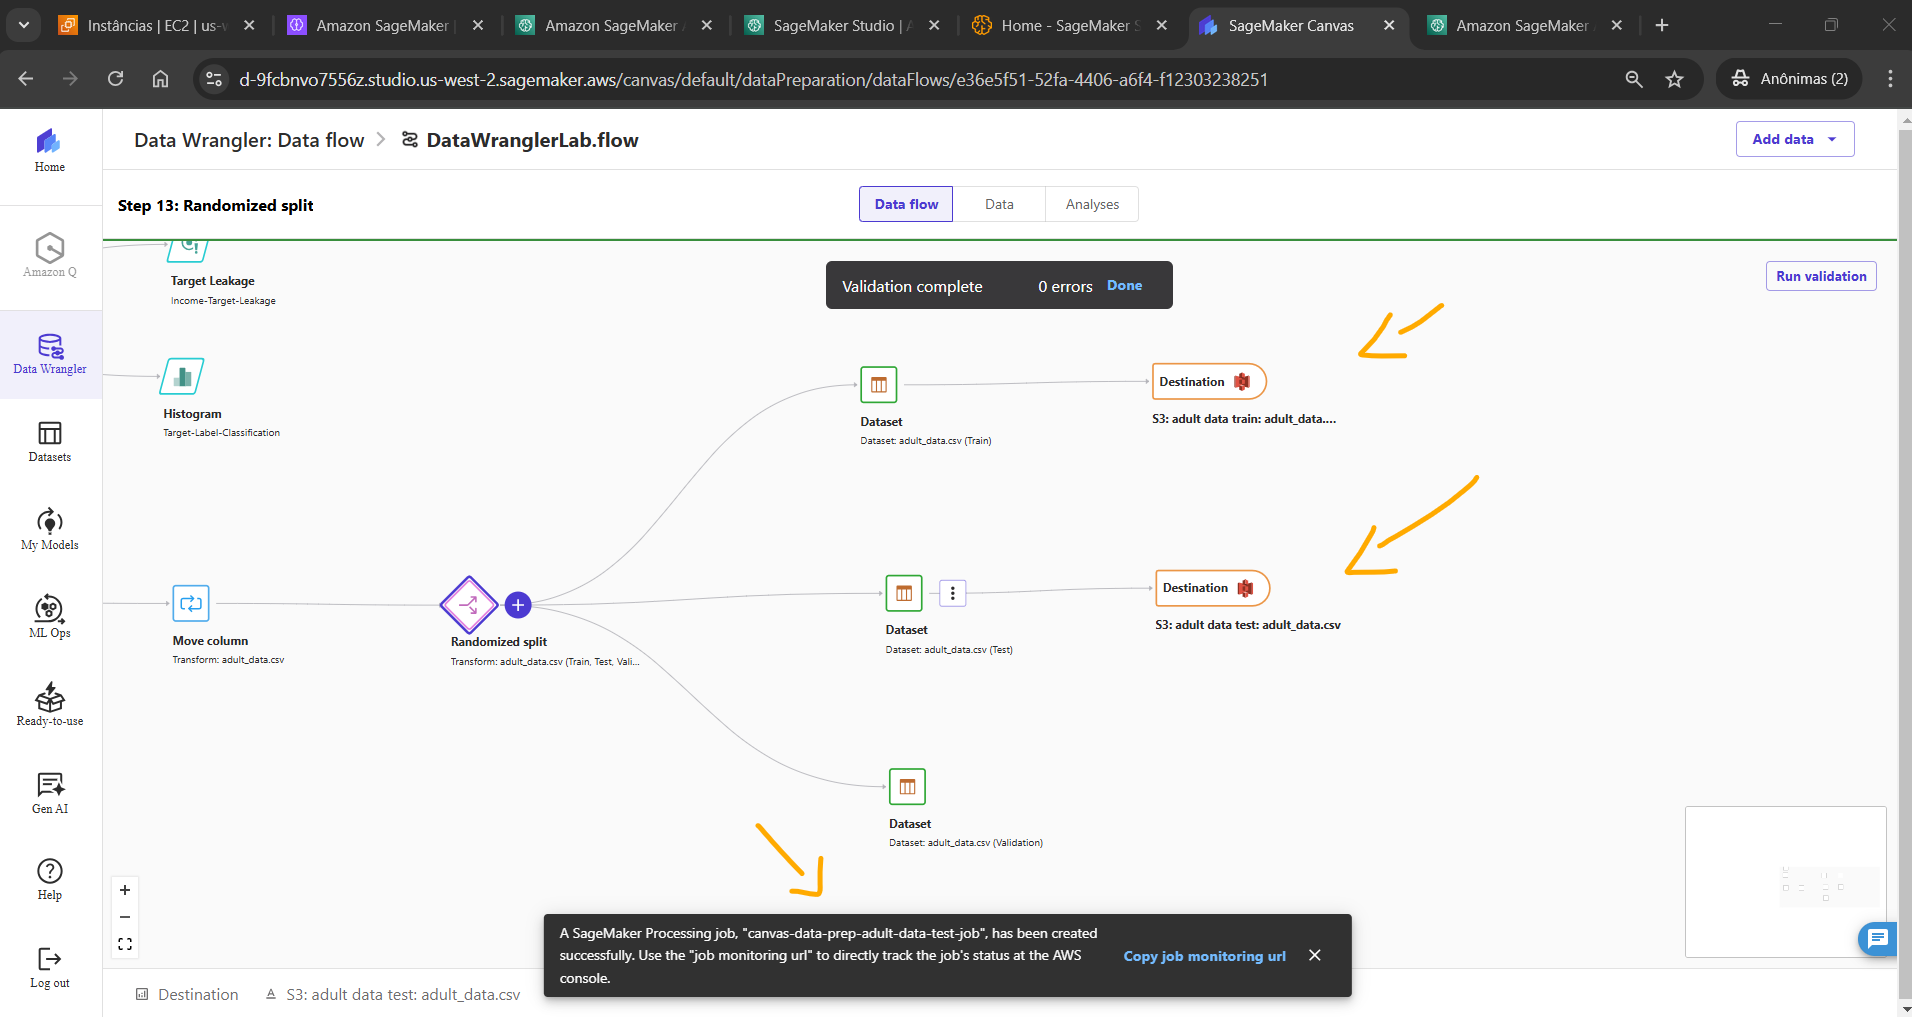 Instâncias | EC2 | us-w
Amazon SageMaker |
Amazon SageMaker
SageMaker Studio |
Home - SageMaker S
SageMaker Canvas
Amazon SageMaker
d-9fcbnvo7556z.studio.us-west-2.sagemaker.aws/canvas/default/dataPreparation/dataFlows/e36e5f51-52fa-4406-a6f4-f12303238251
Anônimas (2)
Home
Amazon Q
Data Wrangler
Datasets
My Models
ML Ops
Ready-to-use
Gen AI
Help
Log out
Data Wrangler: Data flow > DataWranglerLab.flow
Add data
Step 13: Randomized split
Data flow
Data
Analyses
Validation complete 0 errors Done
Run validation
Target Leakage
Income-Target-Leakage
Histogram
Target-Label-Classification
Dataset
Dataset: adult_data.csv (Train)
Destination
S3: adult data train: adult_data....
Move column
Transform: adult_data.csv
Randomized split
Transform: adult_data.csv (Train, Test, Vali...
Dataset
Dataset: adult_data.csv (Test)
Destination
S3: adult data test: adult_data.csv
Dataset
Dataset: adult_data.csv (Validation)
A SageMaker Processing job, "canvas-data-prep-adult-data-test-job", has been created
successfully. Use the "job monitoring url" to directly track the job's status at the AWS
console.
Copy job monitoring url
Destination
S3: adult data test: adult_data.csv